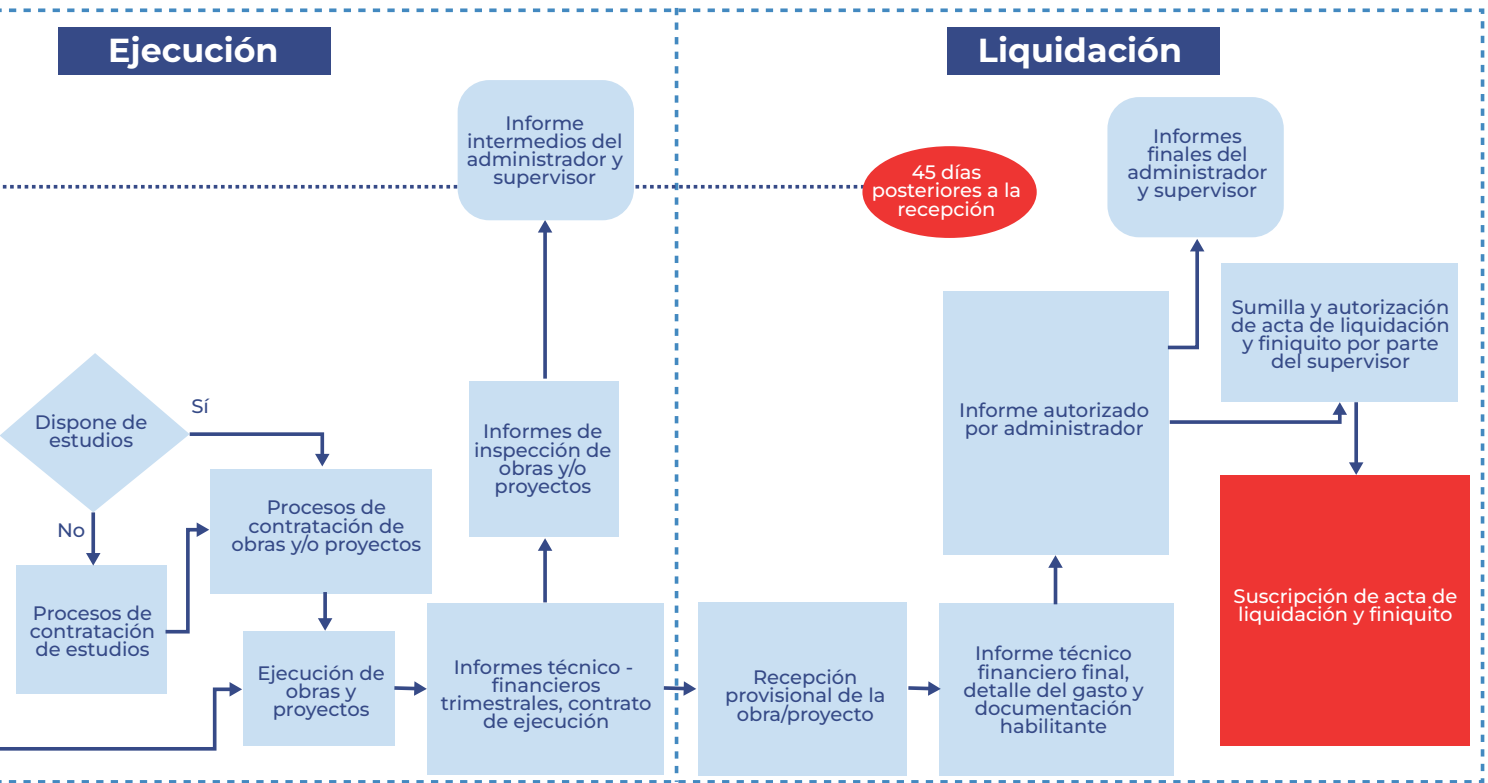 Ejecución
Informe
intermedios del
administrador y
supervisor
Dispone de
estudios
Sí
No
Procesos de
contratación
de estudios
Procesos de
contratación de
obras y/o proyectos
Ejecución de
obras y
proyectos
Informes de
inspección de
obras y/o
proyectos
Informes técnico -
financieros
trimestrales, contrato
de ejecución
Liquidación
45 días
posteriores a la
recepción
Informes
finales del
administrador
y supervisor
Recepción
provisional de la
obra/proyecto
Informe técnico
financiero final,
detalle del gasto y
documentación
habilitante
Informe autorizado
por administrador
Sumilla y autorización
de acta de liquidación
y finiquito por parte
del supervisor
Suscripción de acta de
liquidación y finiquito